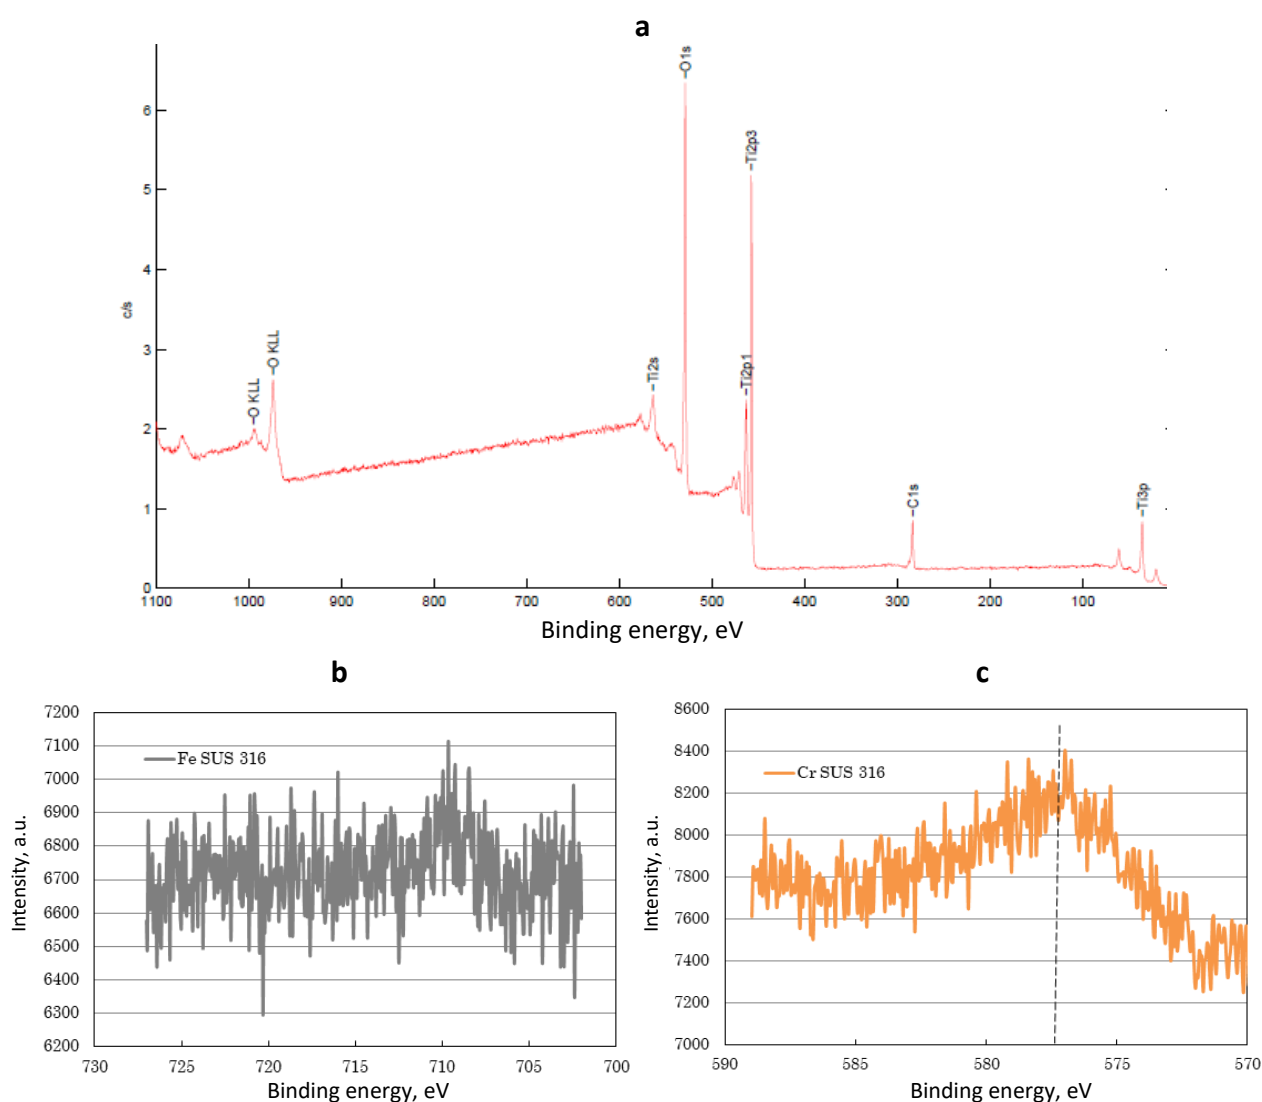 a
–O1s
–Ti2p3
–Ti2p1
–Ti2s
–O KLL
–O KLL
–C1s
–Ti3p
c/s
6
5
4
3
2
1
0
1100 1000 900 800 700 600 500 400 300 200 100
Binding energy, eV
b
Fe SUS 316
Intensity, a.u.
7200
7100
7000
6900
6800
6700
6600
6500
6400
6300
6200
730 725 720 715 710 705 700
Binding energy, eV
c
Cr SUS 316
Intensity, a.u.
8600
8400
8200
8000
7800
7600
7400
7200
7000
590 585 580 575 570
Binding energy, eV